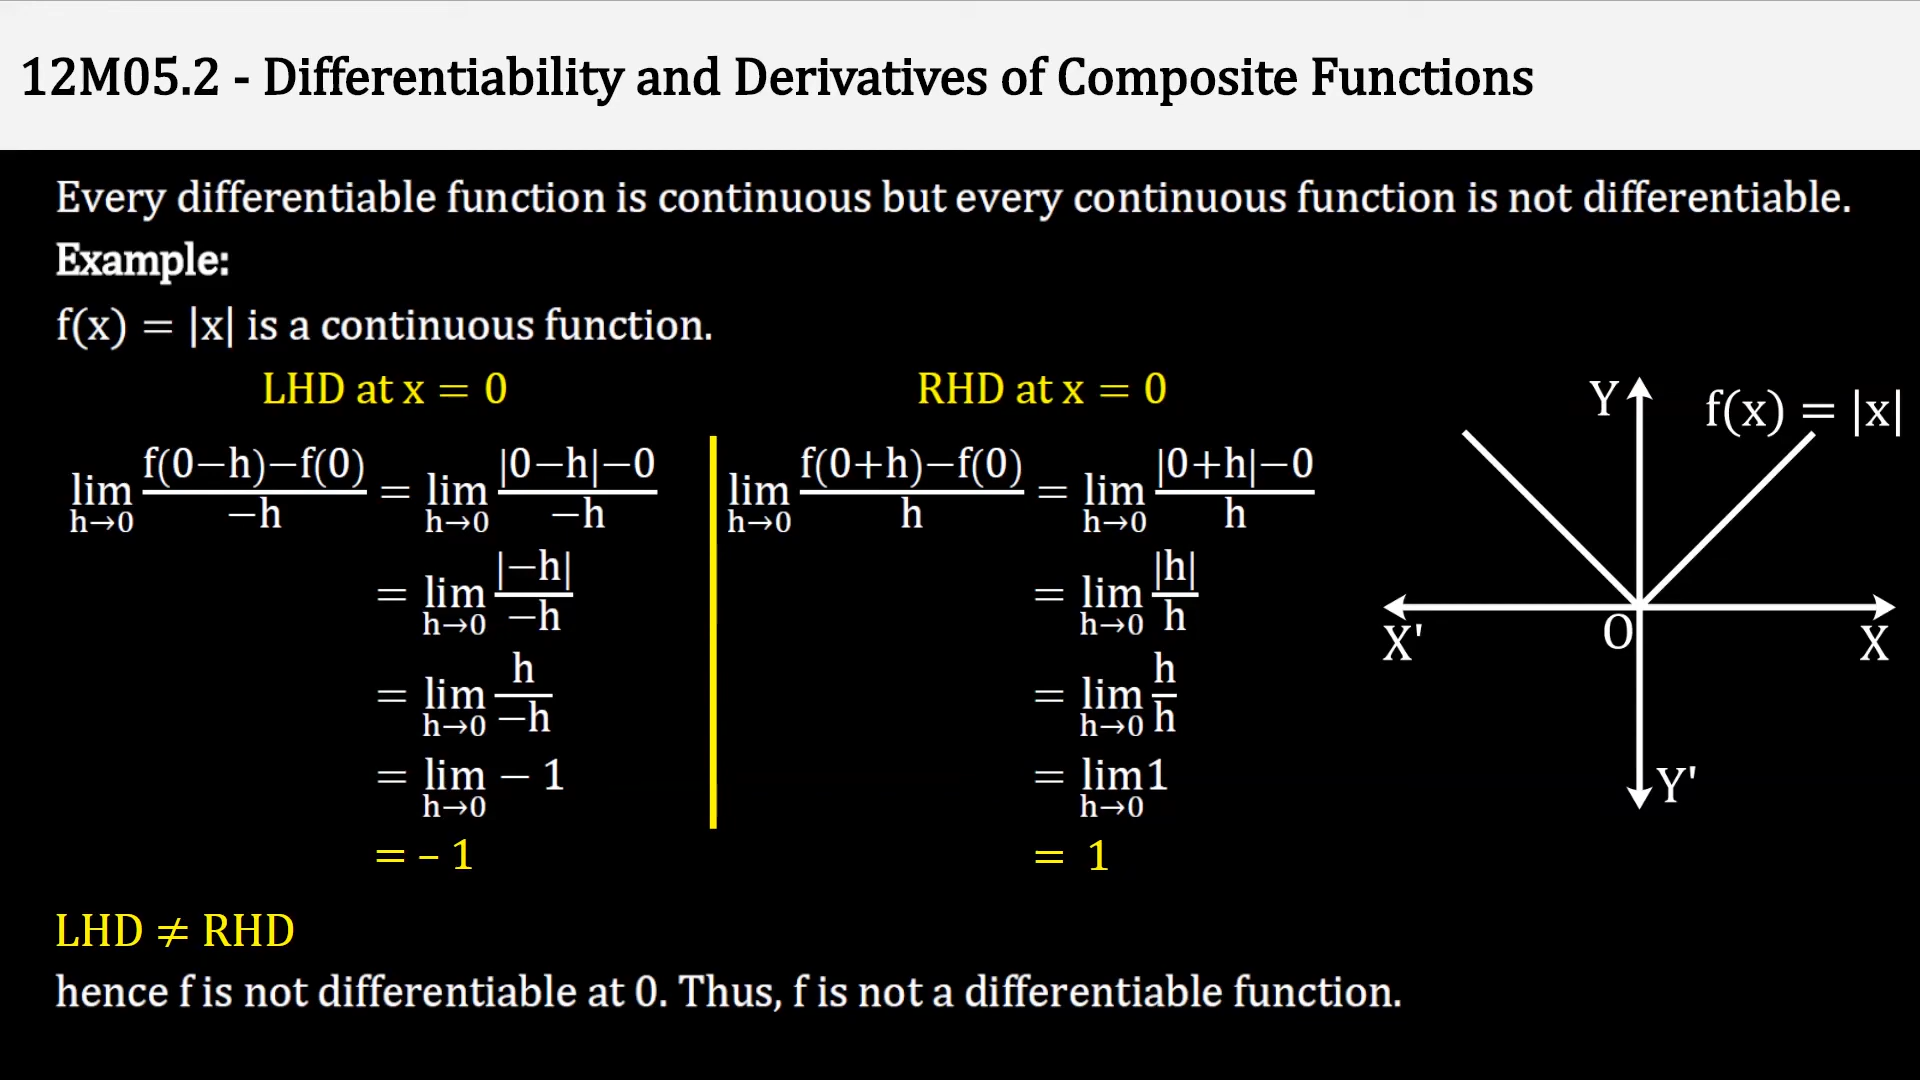 12M05.2 - Differentiability and Derivatives of Composite Functions
Every differentiable function is continuous but every continuous function is not differentiable.
Example:
f(x) = |x| is a continuous function.
LHD at x = 0
lim h→0 f(0−h)−f(0) / −h = lim h→0 |0−h|−0 / −h
= lim h→0 |−h| / −h
= lim h→0 h / −h
= lim h→0 − 1
= – 1
RHD at x = 0
lim h→0 f(0+h)−f(0) / h = lim h→0 |0+h|−0 / h
= lim h→0 |h| / h
= lim h→0 h / h
= lim h→0 1
= 1
Y
f(x) = |x|
X'
O
X
Y'
LHD ≠ RHD
hence f is not differentiable at 0. Thus, f is not a differentiable function.